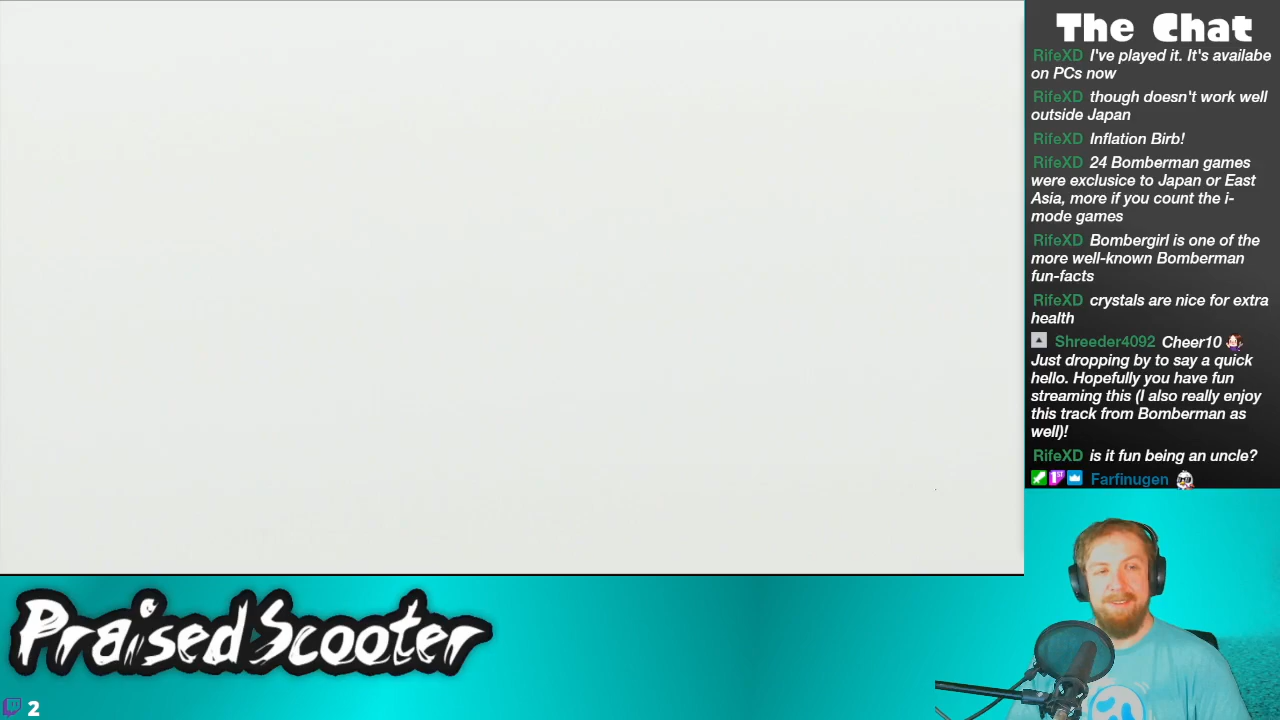 The Chat
RifeXD I've played it. It's availabe
on PCs now
RifeXD though doesn't work well
outside Japan
RifeXD Inflation Birb!
RifeXD 24 Bomberman games
were exclusice to Japan or East
Asia, more if you count the i-
mode games
RifeXD Bombergirl is one of the
more well-known Bomberman
fun-facts
RifeXD crystals are nice for extra
health
Shreeder4092 Cheer10
Just dropping by to say a quick
hello. Hopefully you have fun
streaming this (I also really enjoy
this track from Bomberman as
well)!
RifeXD is it fun being an uncle?
1ST Farfinugen
PraisedScooter
2